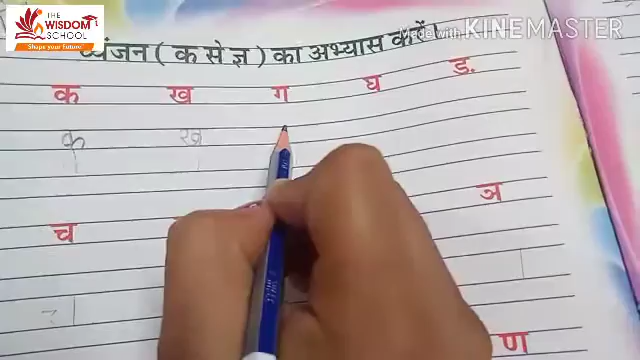 THE
WISDOM
SCHOOL
Shape your Future!
Made with KINEMASTER
व्यंजन ( क से ज्ञ ) का अभ्यास करें।
क ख ग घ ङ
क ख
ञ
च
ण